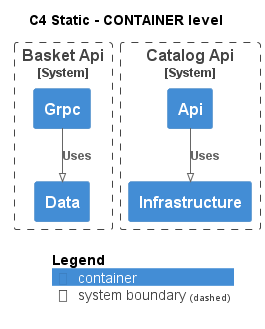 C4 Static - CONTAINER level
Basket Api
[System]
Catalog Api
[System]
Grpc
Api
Uses
Uses
Data
Infrastructure
Legend
container
system boundary (dashed)